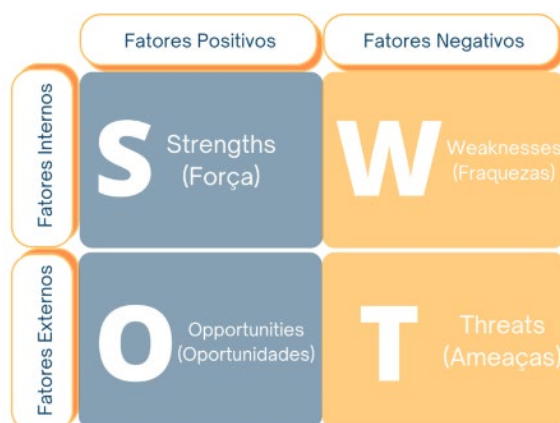 Fatores Positivos
Fatores Negativos
Fatores Internos
S
Strengths
(Força)
W
Weaknesses
(Fraquezas)
Fatores Externos
O
Opportunities
(Oportunidades)
T
Threats
(Ameaças)